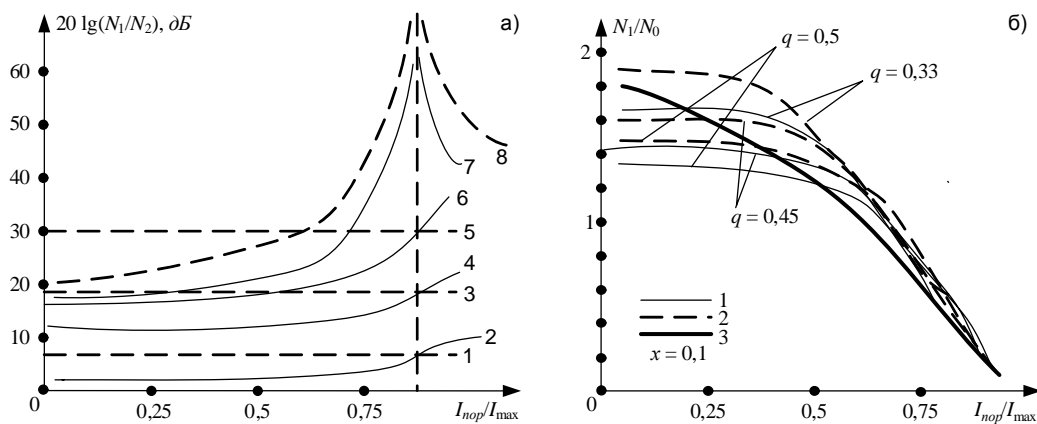 20 lg(N₁/N₂), дБ
а)
60
50
40
30
20
10
0
0,25
0,5
0,75
Iпор/Imax
8
7
6
5
4
3
2
1
N₁/N₀
б)
2
1
0
q = 0,5
q = 0,33
q = 0,45
1
2
3
x = 0,1
0,25
0,5
0,75
Iпор/Imax